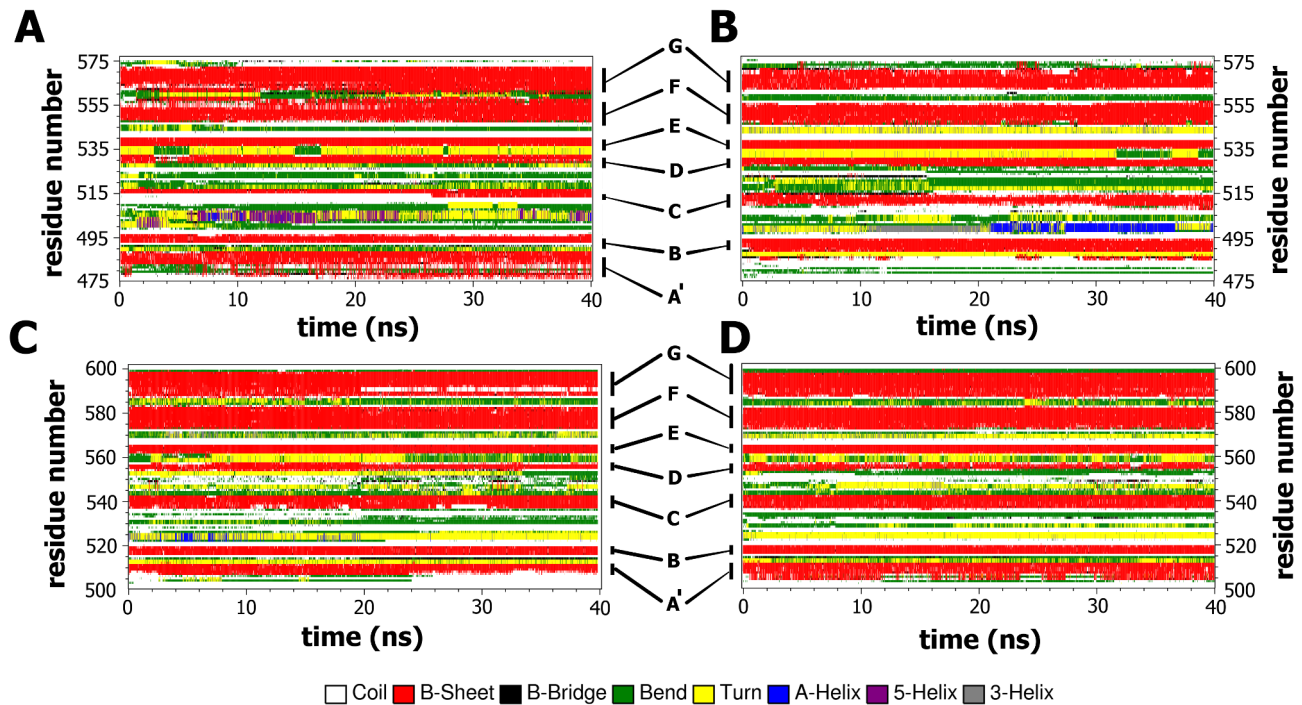 A
B
575
555
535
515
495
475
residue number
0 10 20 30 40
time (ns)
G
F
E
D
C
B
A'
575
555
535
515
495
475
residue number
0 10 20 30 40
time (ns)
C
D
600
580
560
540
520
500
residue number
0 10 20 30 40
time (ns)
G
F
E
D
C
B
A'
600
580
560
540
520
500
residue number
0 10 20 30 40
time (ns)
Coil B-Sheet B-Bridge Bend Turn A-Helix 5-Helix 3-Helix